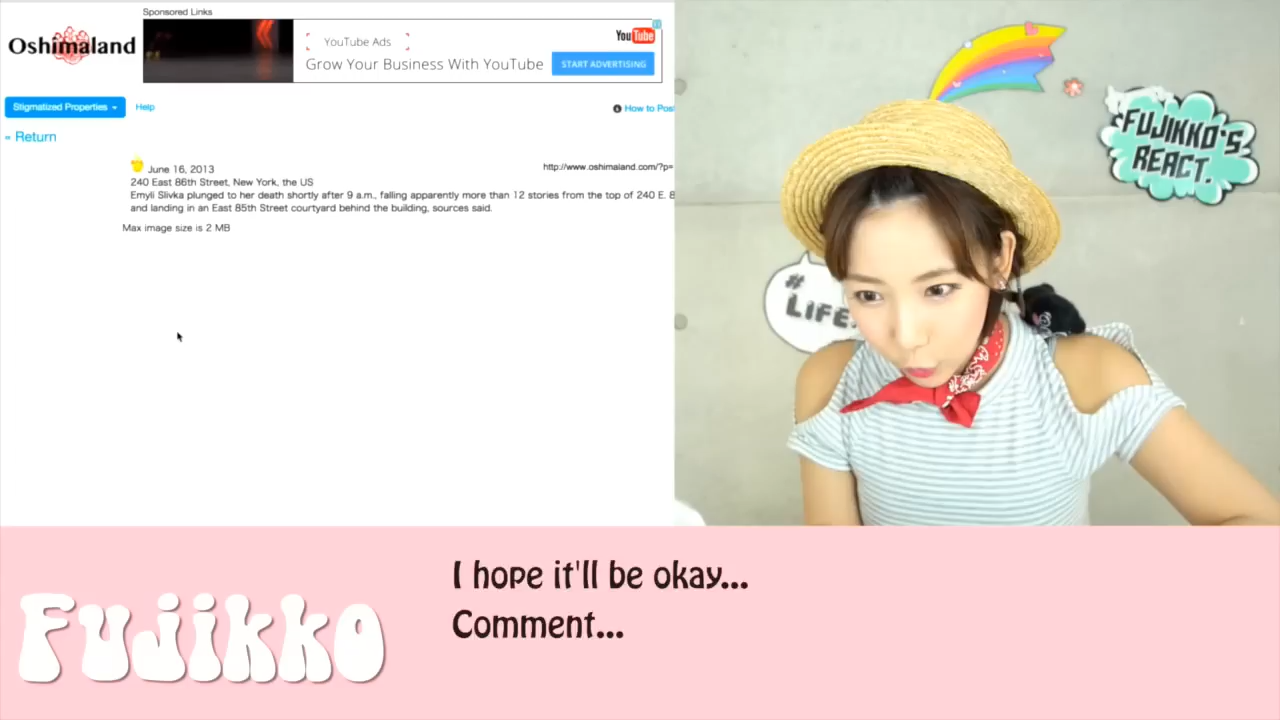 Sponsored Links
Oshimaland
YouTube Ads
YouTube
Grow Your Business With YouTube
START ADVERTISING
Stigmatized Properties
Help
How to Post
« Return
June 16, 2013
http://www.oshimaland.com/?p=
240 East 86th Street, New York, the US
Emyli Slivka plunged to her death shortly after 9 a.m., falling apparently more than 12 stories from the top of 240 E. 8
and landing in an East 85th Street courtyard behind the building, sources said.
Max image size is 2 MB
FUJIKKO'S
REACT.
#
LIFE
I hope it'll be okay...
Comment...
Fujikko